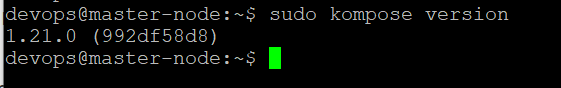 devops@master-node:~$ sudo kompose version
1.21.0 (992df58d8)
devops@master-node:~$